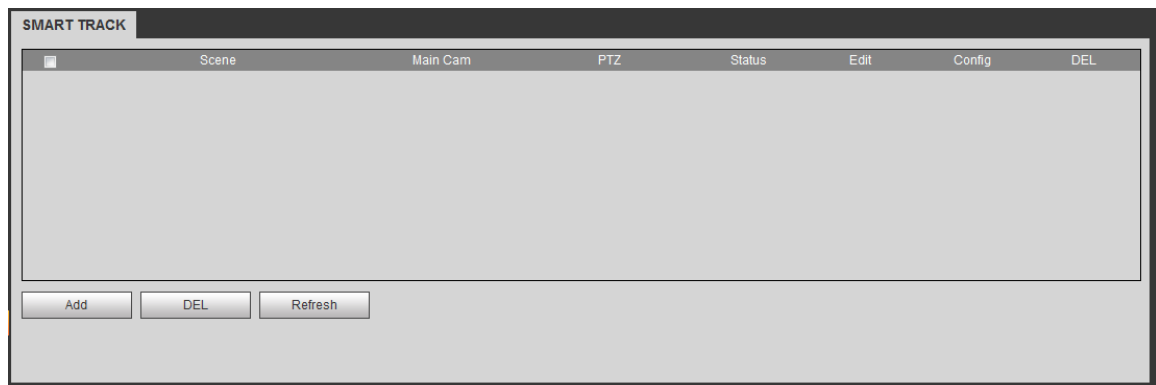 SMART TRACK
Scene Main Cam PTZ Status Edit Config DEL
Add DEL Refresh